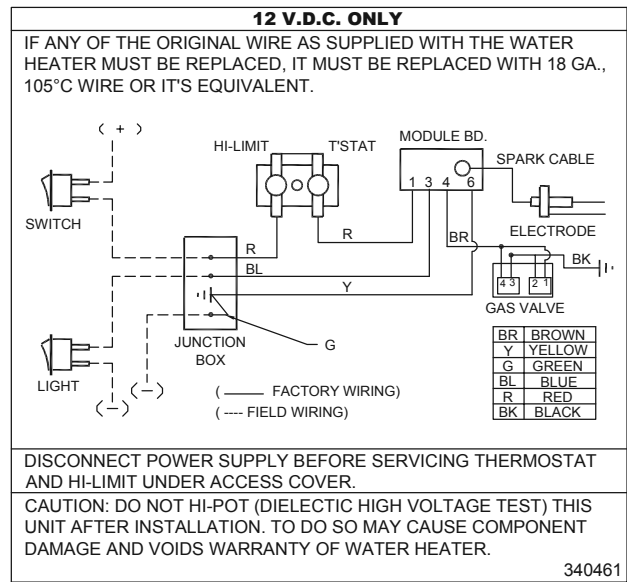 12 V.D.C. ONLY
IF ANY OF THE ORIGINAL WIRE AS SUPPLIED WITH THE WATER
HEATER MUST BE REPLACED, IT MUST BE REPLACED WITH 18 GA.,
105°C WIRE OR IT'S EQUIVALENT.
( + )
HI-LIMIT
T'STAT
MODULE BD.
SPARK CABLE
1 3 4 6
SWITCH
ELECTRODE
R
R
BR
BL
BK
Y
4 3 2 1
GAS VALVE
JUNCTION
BOX
G
LIGHT
(—)
(—)
( —— FACTORY WIRING)
( ---- FIELD WIRING)
BR BROWN
Y YELLOW
G GREEN
BL BLUE
R RED
BK BLACK
DISCONNECT POWER SUPPLY BEFORE SERVICING THERMOSTAT
AND HI-LIMIT UNDER ACCESS COVER.
CAUTION: DO NOT HI-POT (DIELECTIC HIGH VOLTAGE TEST) THIS
UNIT AFTER INSTALLATION. TO DO SO MAY CAUSE COMPONENT
DAMAGE AND VOIDS WARRANTY OF WATER HEATER.
340461